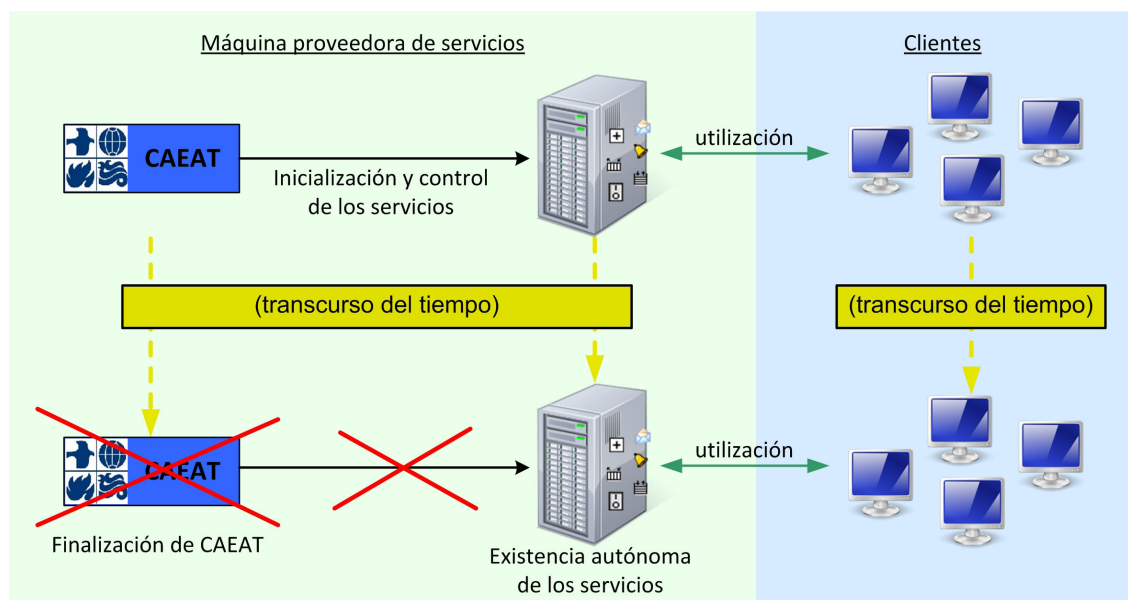 Máquina proveedora de servicios
Clientes
CAEAT
Inicialización y control
de los servicios
utilización
(transcurso del tiempo)
(transcurso del tiempo)
CAEAT
utilización
Finalización de CAEAT
Existencia autónoma
de los servicios